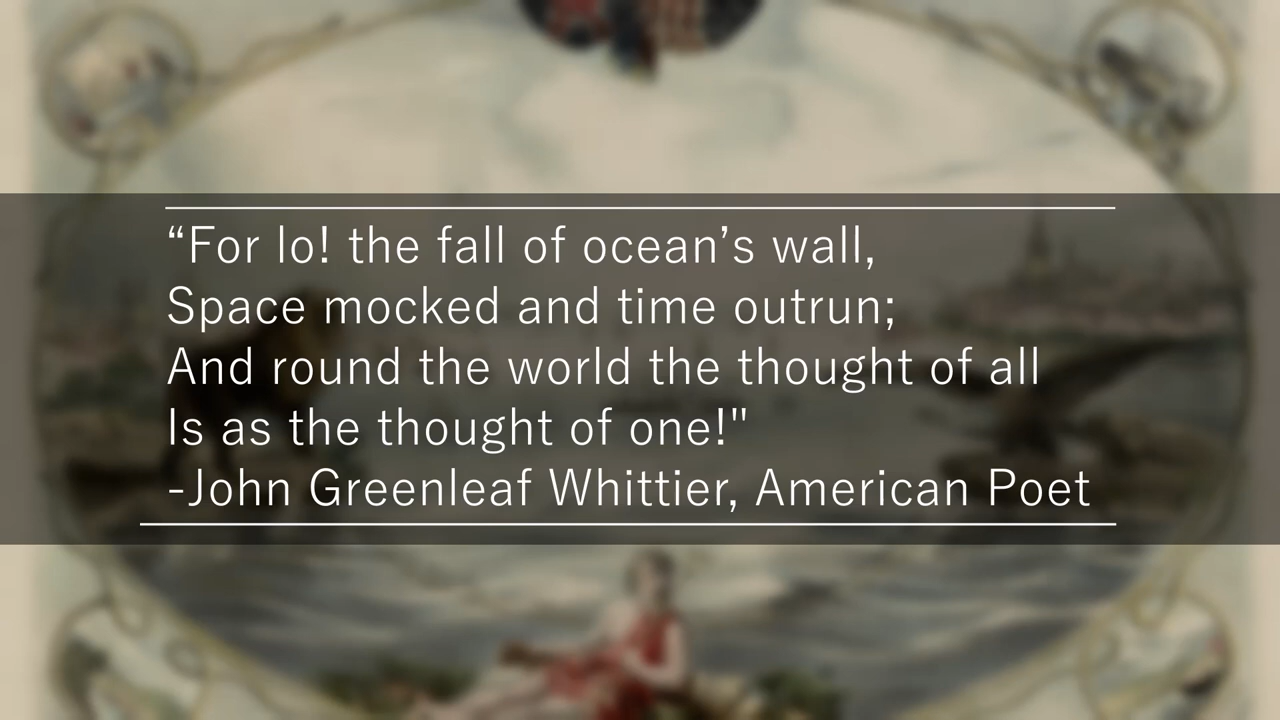 “For lo! the fall of ocean’s wall,
Space mocked and time outrun;
And round the world the thought of all
Is as the thought of one!"
-John Greenleaf Whittier, American Poet